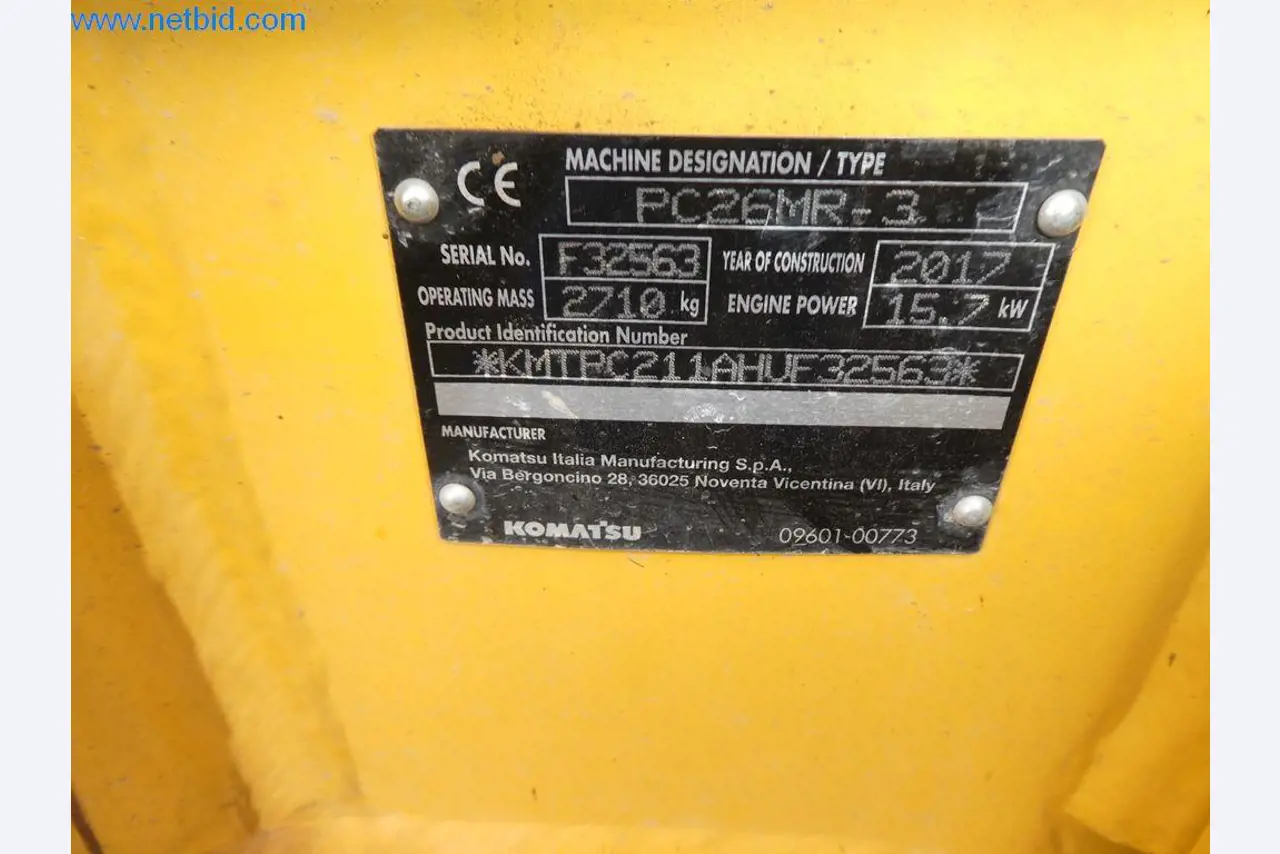 www.netbid.com
CE MACHINE DESIGNATION / TYPE
PC26MR-3
SERIAL No. F32563 YEAR OF CONSTRUCTION 2017
OPERATING MASS 2710 kg ENGINE POWER 15.7 kW
Product Identification Number
*KMTPC211AHVF32563*
MANUFACTURER
Komatsu Italia Manufacturing S.p.A.,
Via Bergoncino 28, 36025 Noventa Vicentina (VI), Italy
KOMATSU 09601-00773